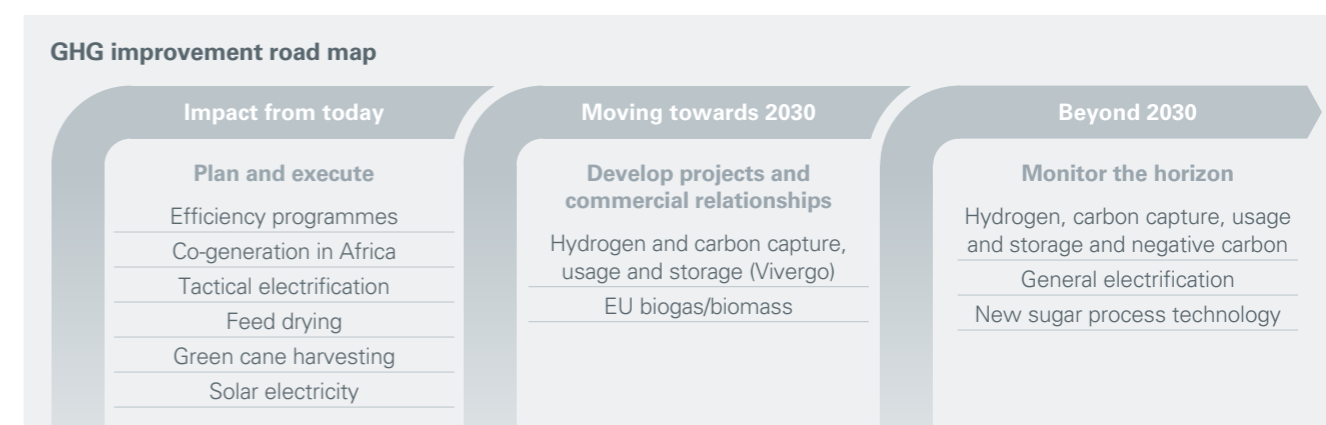 GHG improvement road map
Impact from today
Plan and execute
Efficiency programmes
Co-generation in Africa
Tactical electrification
Feed drying
Green cane harvesting
Solar electricity
Moving towards 2030
Develop projects and
commercial relationships
Hydrogen and carbon capture,
usage and storage (Vivergo)
EU biogas/biomass
Beyond 2030
Monitor the horizon
Hydrogen, carbon capture, usage
and storage and negative carbon
General electrification
New sugar process technology